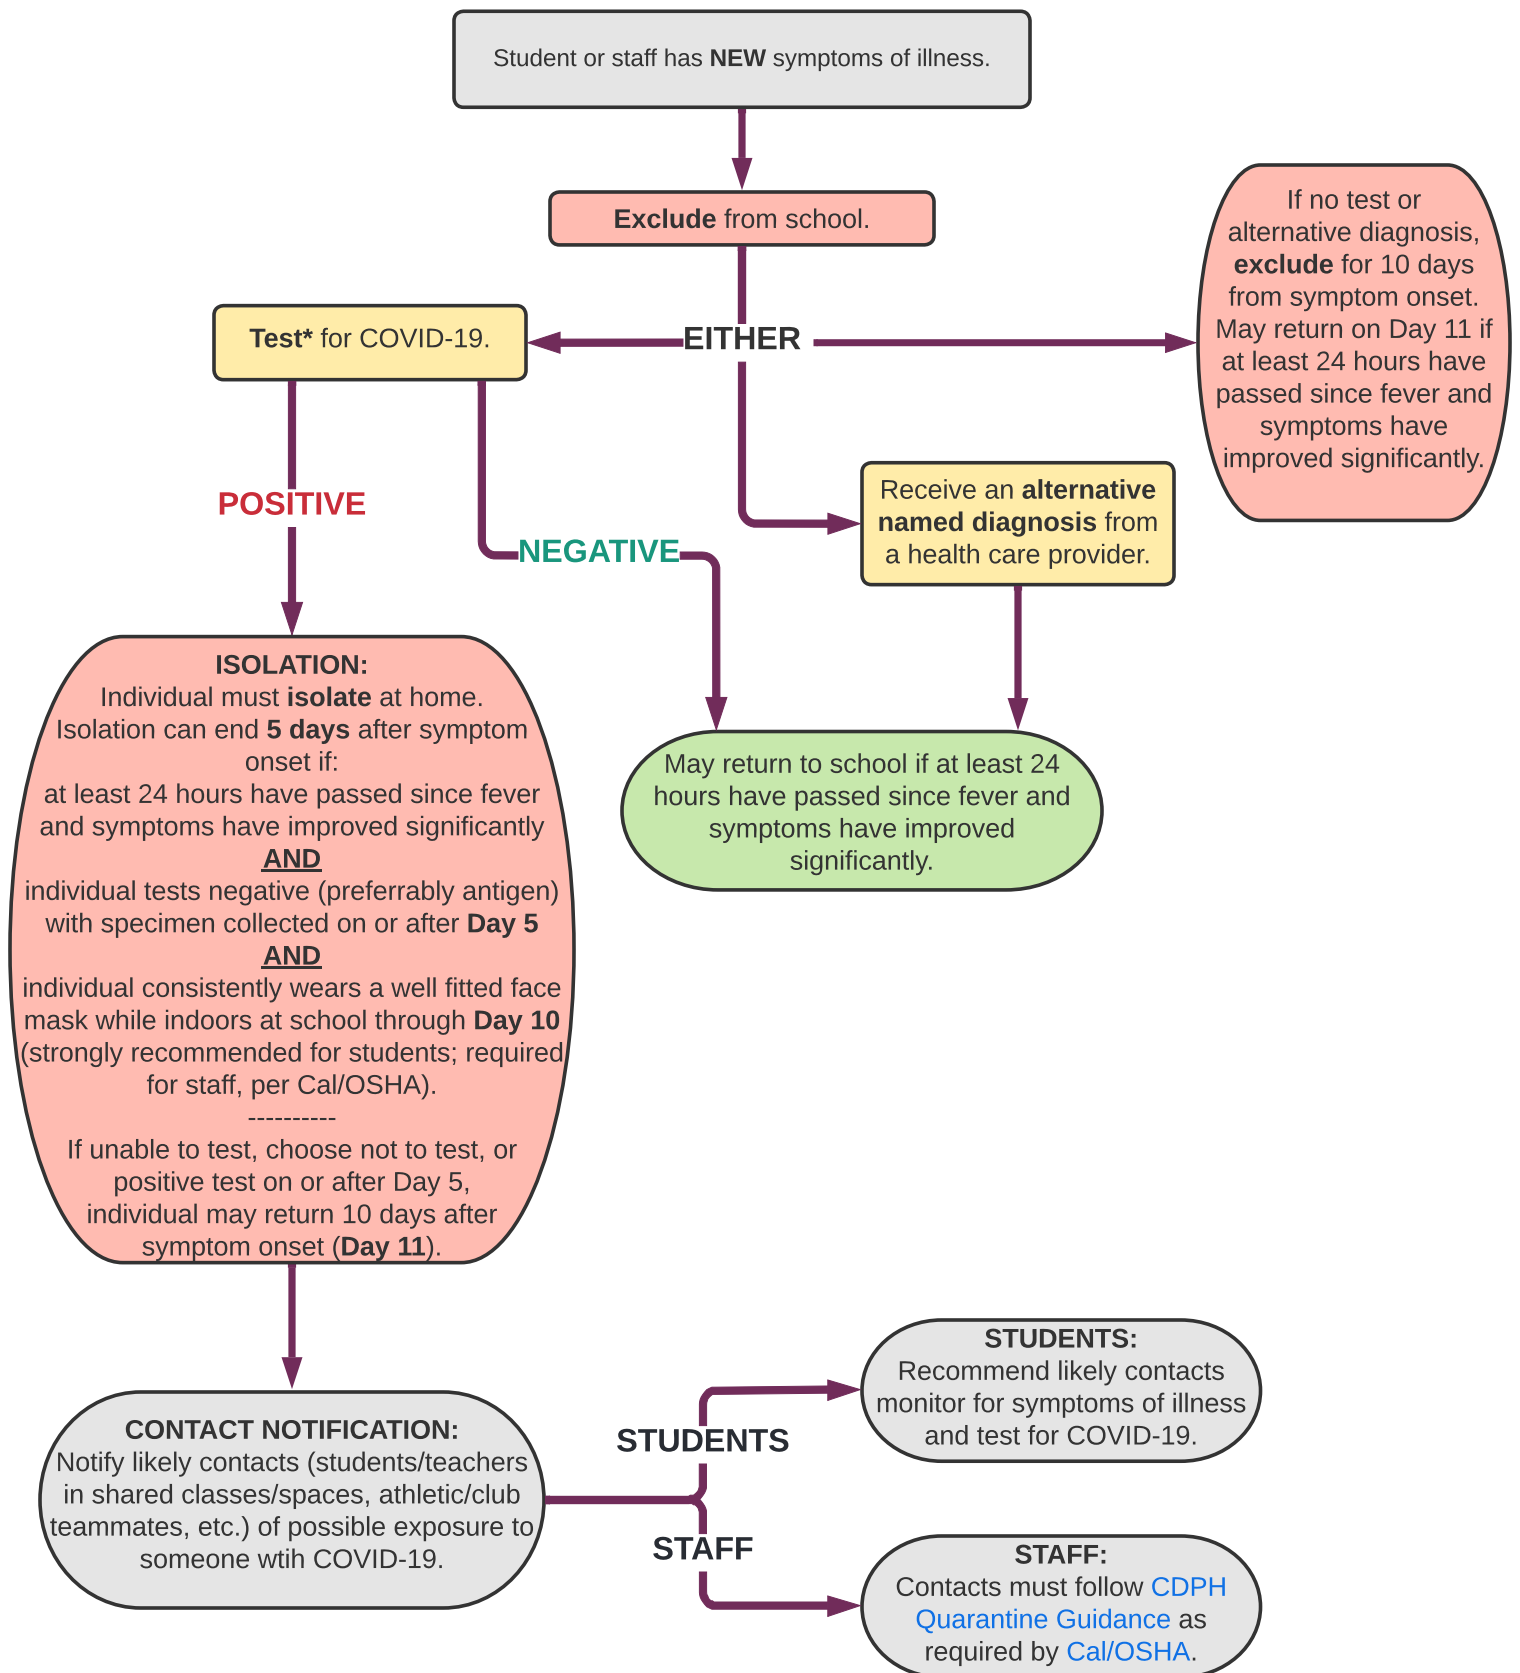 Student or staff has NEW symptoms of illness.
Exclude from school.
If no test or
alternative diagnosis,
exclude for 10 days
from symptom onset.
May return on Day 11 if
at least 24 hours have
passed since fever and
symptoms have
improved significantly.
Test* for COVID-19.
EITHER
Receive an alternative
named diagnosis from
a health care provider.
POSITIVE
NEGATIVE
ISOLATION:
Individual must isolate at home.
Isolation can end 5 days after symptom
onset if:
at least 24 hours have passed since fever
and symptoms have improved significantly
AND
individual tests negative (preferrably antigen)
with specimen collected on or after Day 5
AND
individual consistently wears a well fitted face
mask while indoors at school through Day 10
(strongly recommended for students; required
for staff, per Cal/OSHA).
----------
If unable to test, choose not to test, or
positive test on or after Day 5,
individual may return 10 days after
symptom onset (Day 11).
May return to school if at least 24
hours have passed since fever and
symptoms have improved
significantly.
CONTACT NOTIFICATION:
Notify likely contacts (students/teachers
in shared classes/spaces, athletic/club
teammates, etc.) of possible exposure to
someone wtih COVID-19.
STUDENTS
STUDENTS:
Recommend likely contacts
monitor for symptoms of illness
and test for COVID-19.
STAFF
STAFF:
Contacts must follow CDPH
Quarantine Guidance as
required by Cal/OSHA.